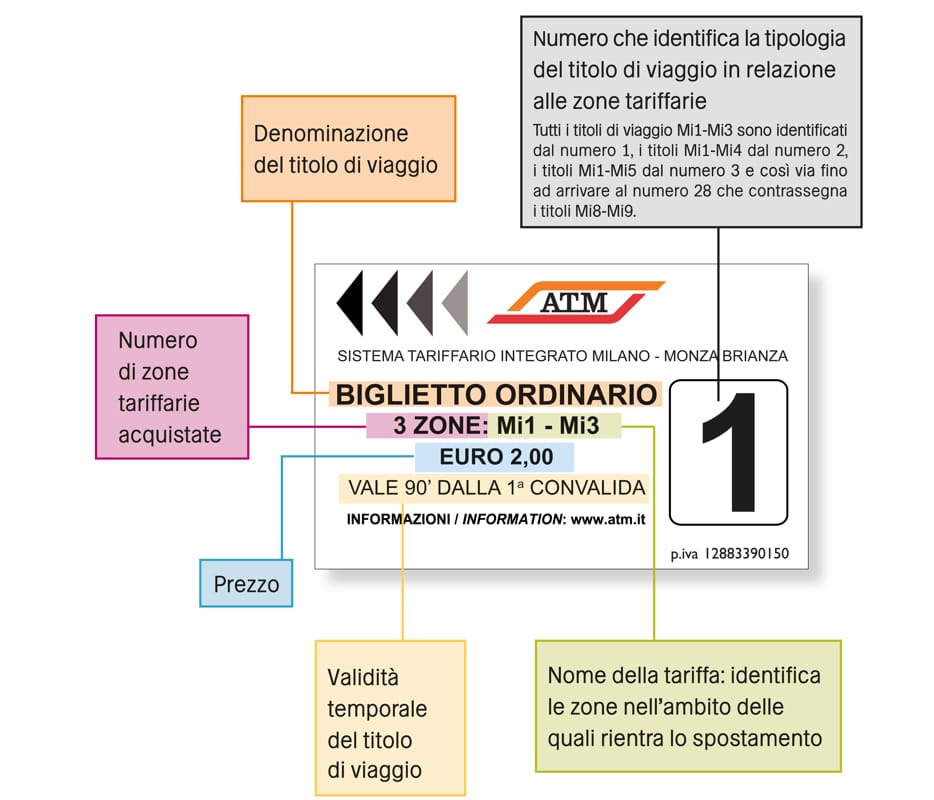 Numero che identifica la tipologia
del titolo di viaggio in relazione
alle zone tariffarie
Tutti i titoli di viaggio Mi1-Mi3 sono identificati
dal numero 1, i titoli Mi1-Mi4 dal numero 2,
i titoli Mi1-Mi5 dal numero 3 e così via fino
ad arrivare al numero 28 che contrassegna
i titoli Mi8-Mi9.
Denominazione
del titolo di viaggio
Numero
di zone
tariffarie
acquistate
ATM
SISTEMA TARIFFARIO INTEGRATO MILANO - MONZA BRIANZA
BIGLIETTO ORDINARIO
3 ZONE: Mi1 - Mi3
EURO 2,00
VALE 90' DALLA 1ª CONVALIDA
INFORMAZIONI / INFORMATION: www.atm.it
1
p.iva 12883390150
Prezzo
Validità
temporale
del titolo
di viaggio
Nome della tariffa: identifica
le zone nell'ambito delle
quali rientra lo spostamento